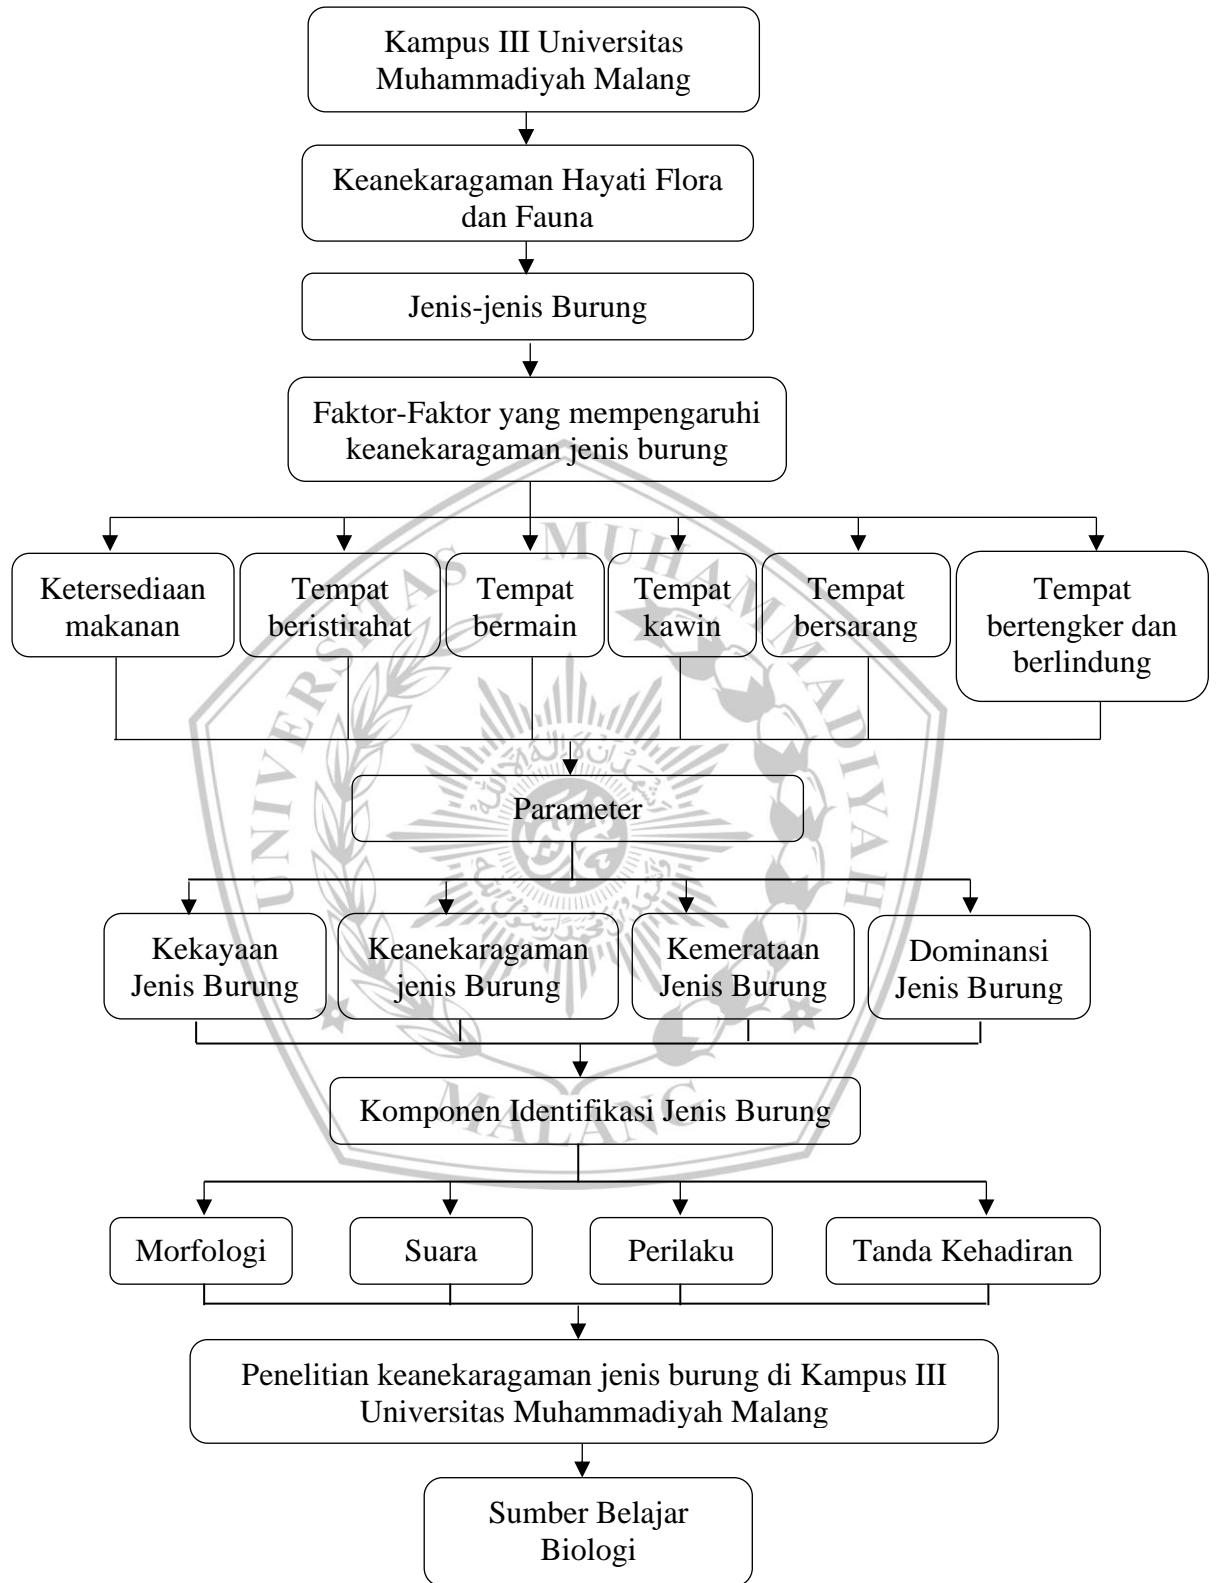 Kampus III Universitas
Muhammadiyah Malang
Keanekaragaman Hayati Flora
dan Fauna
Jenis-jenis Burung
Faktor-Faktor yang mempengaruhi
keanekaragaman jenis burung
Ketersediaan
makanan
Tempat
beristirahat
Tempat
bermain
Tempat
kawin
Tempat
bersarang
Tempat
bertengker dan
berlindung
Parameter
Kekayaan
Jenis Burung
Keanekaragaman
jenis Burung
Kemerataan
Jenis Burung
Dominansi
Jenis Burung
Komponen Identifikasi Jenis Burung
Morfologi
Suara
Perilaku
Tanda Kehadiran
Penelitian keanekaragaman jenis burung di Kampus III
Universitas Muhammadiyah Malang
Sumber Belajar
Biologi
UNIVERSITAS MUHAMMADIYAH
MALANG